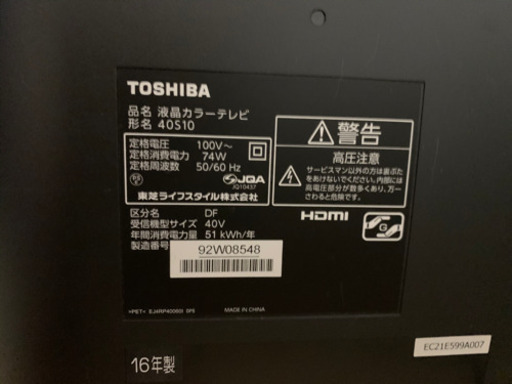 TOSHIBA
品名 液晶カラーテレビ
形名 40S10
定格電圧 100V～
定格消費電力 74W
定格周波数 50/60 Hz
JQA
東芝ライフスタイル株式会社
区分名 DF
受信機型サイズ 40V
年間消費電力量 51 kWh/年
製造番号
92W08548
警告
高圧注意
サービスマン以外の方は裏ぶた
をあけないでください。内部には
高電圧部分が数多くあり、万一
さわると危険です。
HDMI
G
MADE IN CHINA
16年製
EC21E599A007